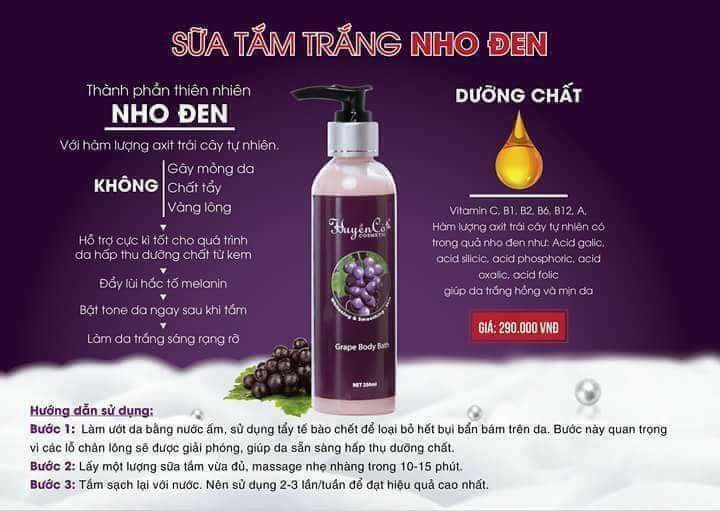 SỮA TẮM TRẮNG NHO ĐEN
Thành phần thiên nhiên
NHO ĐEN
Với hàm lượng axit trái cây tự nhiên.
KHÔNG
Gây mỏng da
Chất tẩy
Vàng lông
Hỗ trợ cực kì tốt cho quá trình
da hấp thu dưỡng chất từ kem
Đẩy lùi hắc tố melanin
Bật tone da ngay sau khi tắm
Làm da trắng sáng rạng rỡ
Huyền Cò
COSMETIC
Whitening & Smoothing
Grape Body Bath
NET 250ml
DƯỠNG CHẤT
Vitamin C, B1, B2, B6, B12, A,
Hàm lượng axit trái cây tự nhiên có
trong quả nho đen như: Acid galic,
acid silicic, acid phosphoric, acid
oxalic, acid folic
giúp da trắng hồng và mịn da
GIÁ: 290.000 VNĐ
Hướng dẫn sử dụng:
Bước 1: Làm ướt da bằng nước ấm, sử dụng tẩy tế bào chết để loại bỏ hết bụi bẩn bám trên da. Bước này quan trọng
vì các lỗ chân lông sẽ được giải phóng, giúp da sẵn sàng hấp thụ dưỡng chất.
Bước 2: Lấy một lượng sữa tắm vừa đủ, massage nhẹ nhàng trong 10-15 phút.
Bước 3: Tắm sạch lại với nước. Nên sử dụng 2-3 lần/tuần để đạt hiệu quả cao nhất.